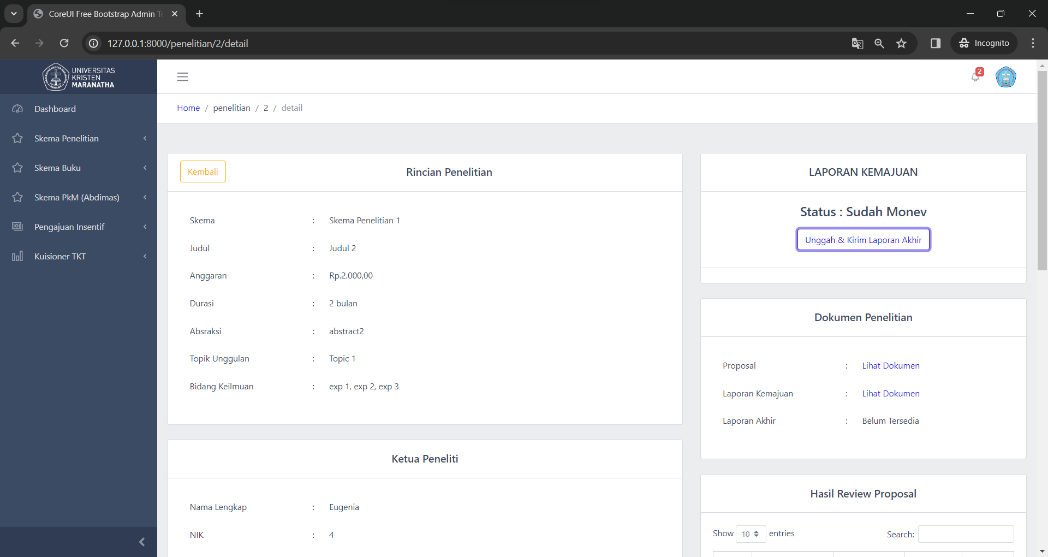 CoreUI Free Bootstrap Admin Te
127.0.0.1:8000/penelitian/2/detail
Incognito
UNIVERSITAS
KRISTEN
MARANATHA
2
Dashboard
Skema Penelitian
Skema Buku
Skema PkM (Abdimas)
Pengajuan Insentif
Kuisioner TKT
Home / penelitian / 2 / detail
Kembali
Rincian Penelitian
Skema : Skema Penelitian 1
Judul : Judul 2
Anggaran : Rp.2.000,00
Durasi : 2 bulan
Absraksi : abstract2
Topik Unggulan : Topic 1
Bidang Keilmuan : exp 1, exp 2, exp 3
Ketua Peneliti
Nama Lengkap : Eugenia
NIK : 4
LAPORAN KEMAJUAN
Status : Sudah Monev
Unggah & Kirim Laporan Akhir
Dokumen Penelitian
Proposal : Lihat Dokumen
Laporan Kemajuan : Lihat Dokumen
Laporan Akhir : Belum Tersedia
Hasil Review Proposal
Show 10 entries
Search: